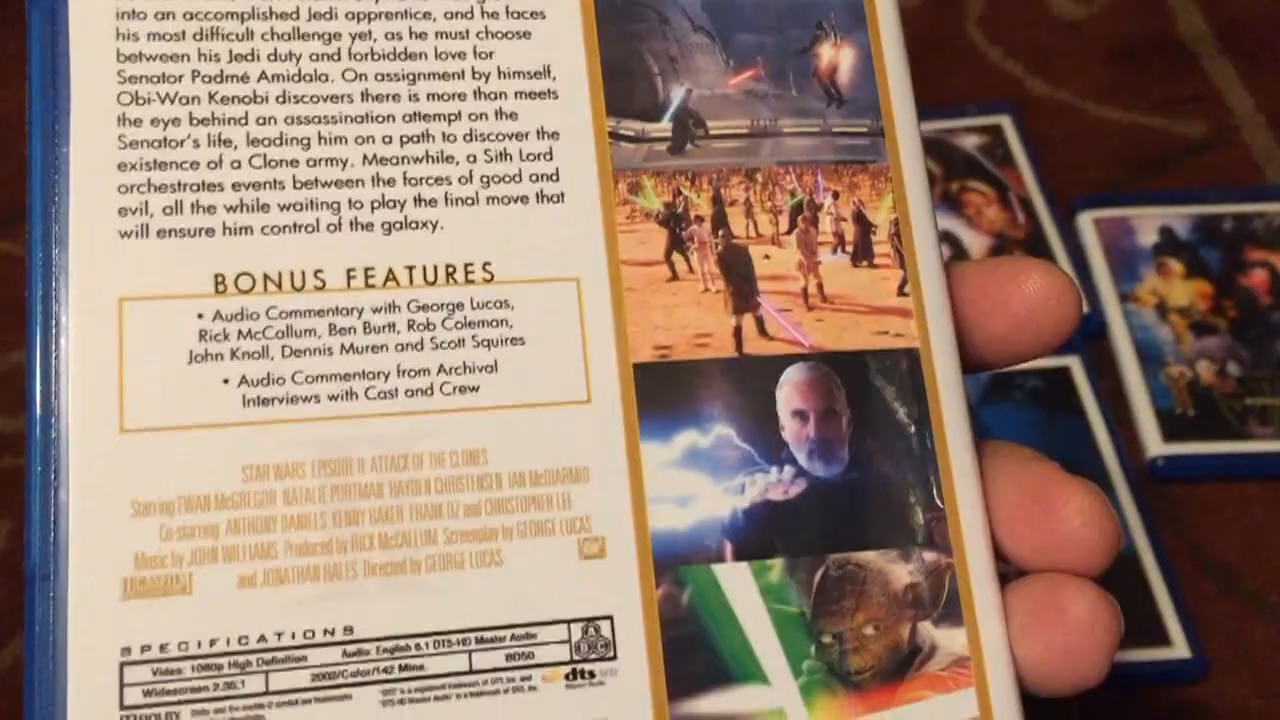 into an accomplished Jedi apprentice, and he faces
his most difficult challenge yet, as he must choose
between his Jedi duty and forbidden love for
Senator Padmé Amidala. On assignment by himself,
Obi-Wan Kenobi discovers there is more than meets
the eye behind an assassination attempt on the
Senator's life, leading him on a path to discover the
existence of a Clone army. Meanwhile, a Sith Lord
orchestrates events between the forces of good and
evil, all the while waiting to play the final move that
will ensure him control of the galaxy.
BONUS FEATURES
• Audio Commentary with George Lucas,
Rick McCallum, Ben Burtt, Rob Coleman,
John Knoll, Dennis Muren and Scott Squires
• Audio Commentary from Archival
Interviews with Cast and Crew
STAR WARS EPISODE II ATTACK OF THE CLONES
Starring EWAN McGREGOR NATALIE PORTMAN HAYDEN CHRISTENSEN IAN McDIARMID
Co-starring ANTHONY DANIELS KENNY BAKER FRANK OZ and CHRISTOPHER LEE
Music by JOHN WILLIAMS Produced by RICK McCALLUM Screenplay by GEORGE LUCAS
and JONATHAN HALES Directed by GEORGE LUCAS
SPECIFICATIONS
Video: 1080p High Definition Audio: English 6.1 DTS-HD Master Audio
Widescreen 2.35:1 2002/Color/142 Mins. BD50
DOLBY
dts